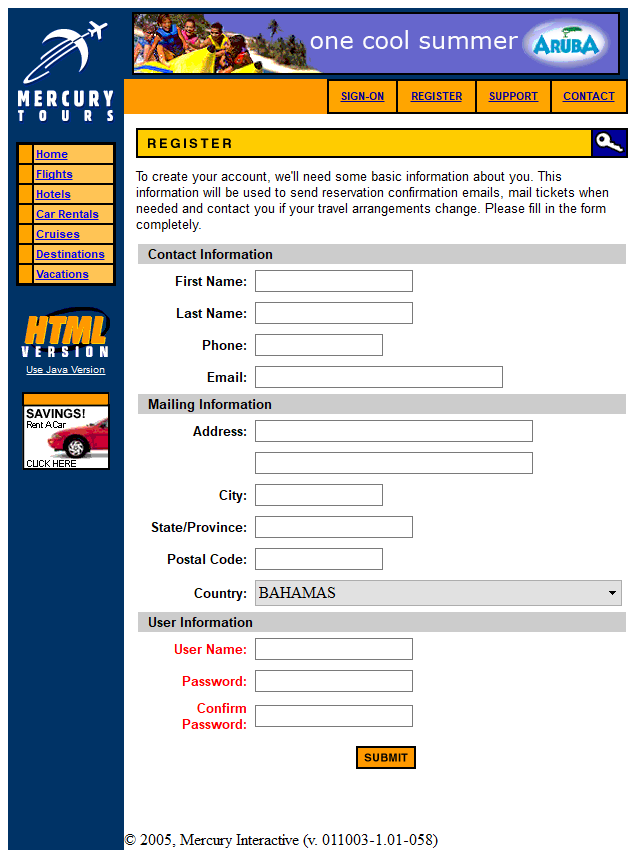 one cool summer ARUBA
MERCURY
TOURS
SIGN-ON REGISTER SUPPORT CONTACT
Home
Flights
Hotels
Car Rentals
Cruises
Destinations
Vacations
HTML
VERSION
Use Java Version
SAVINGS!
Rent A Car
CLICK HERE
REGISTER
To create your account, we'll need some basic information about you. This
information will be used to send reservation confirmation emails, mail tickets when
needed and contact you if your travel arrangements change. Please fill in the form
completely.
Contact Information
First Name:
Last Name:
Phone:
Email:
Mailing Information
Address:
City:
State/Province:
Postal Code:
Country: BAHAMAS
User Information
User Name:
Password:
Confirm
Password:
SUBMIT
© 2005, Mercury Interactive (v. 011003-1.01-058)